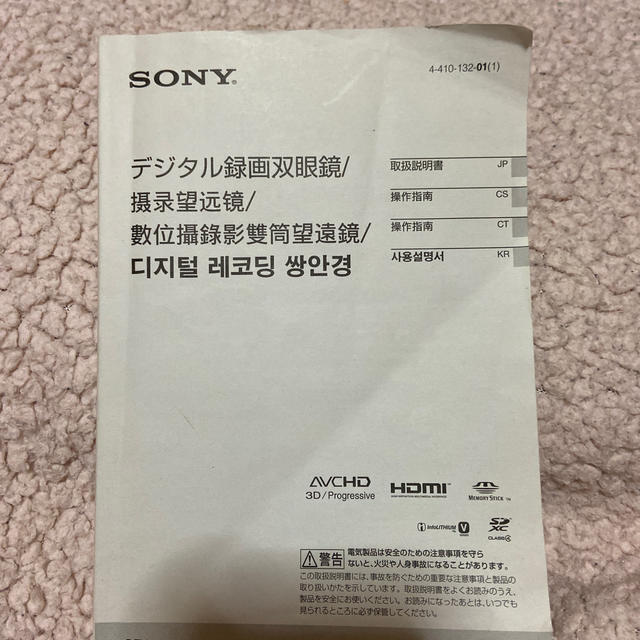 SONY®
4-410-132-01(1)
デジタル録画双眼鏡/
摄录望远镜/
數位攝錄影雙筒望遠鏡/
디지털 레코딩 쌍안경
取扱説明書 JP
操作指南 CS
操作指南 CT
사용설명서 KR
AVCHD
3D/Progressive
HDMI
MEMORY STICK TM
InfoLITHIUM V
SD XC
CLASS 4
警告
電気製品は安全のための注意事項を守ら
ないと、火災や人身事故になることがあります。
この取扱説明書には、事故を防ぐための重要な注意事項と製品の
取り扱いかたを示しています。取扱説明書をよくお読みのうえ、
製品を安全にお使いください。お読みになったあとは、いつでも
見られるところに必ず保管してください。